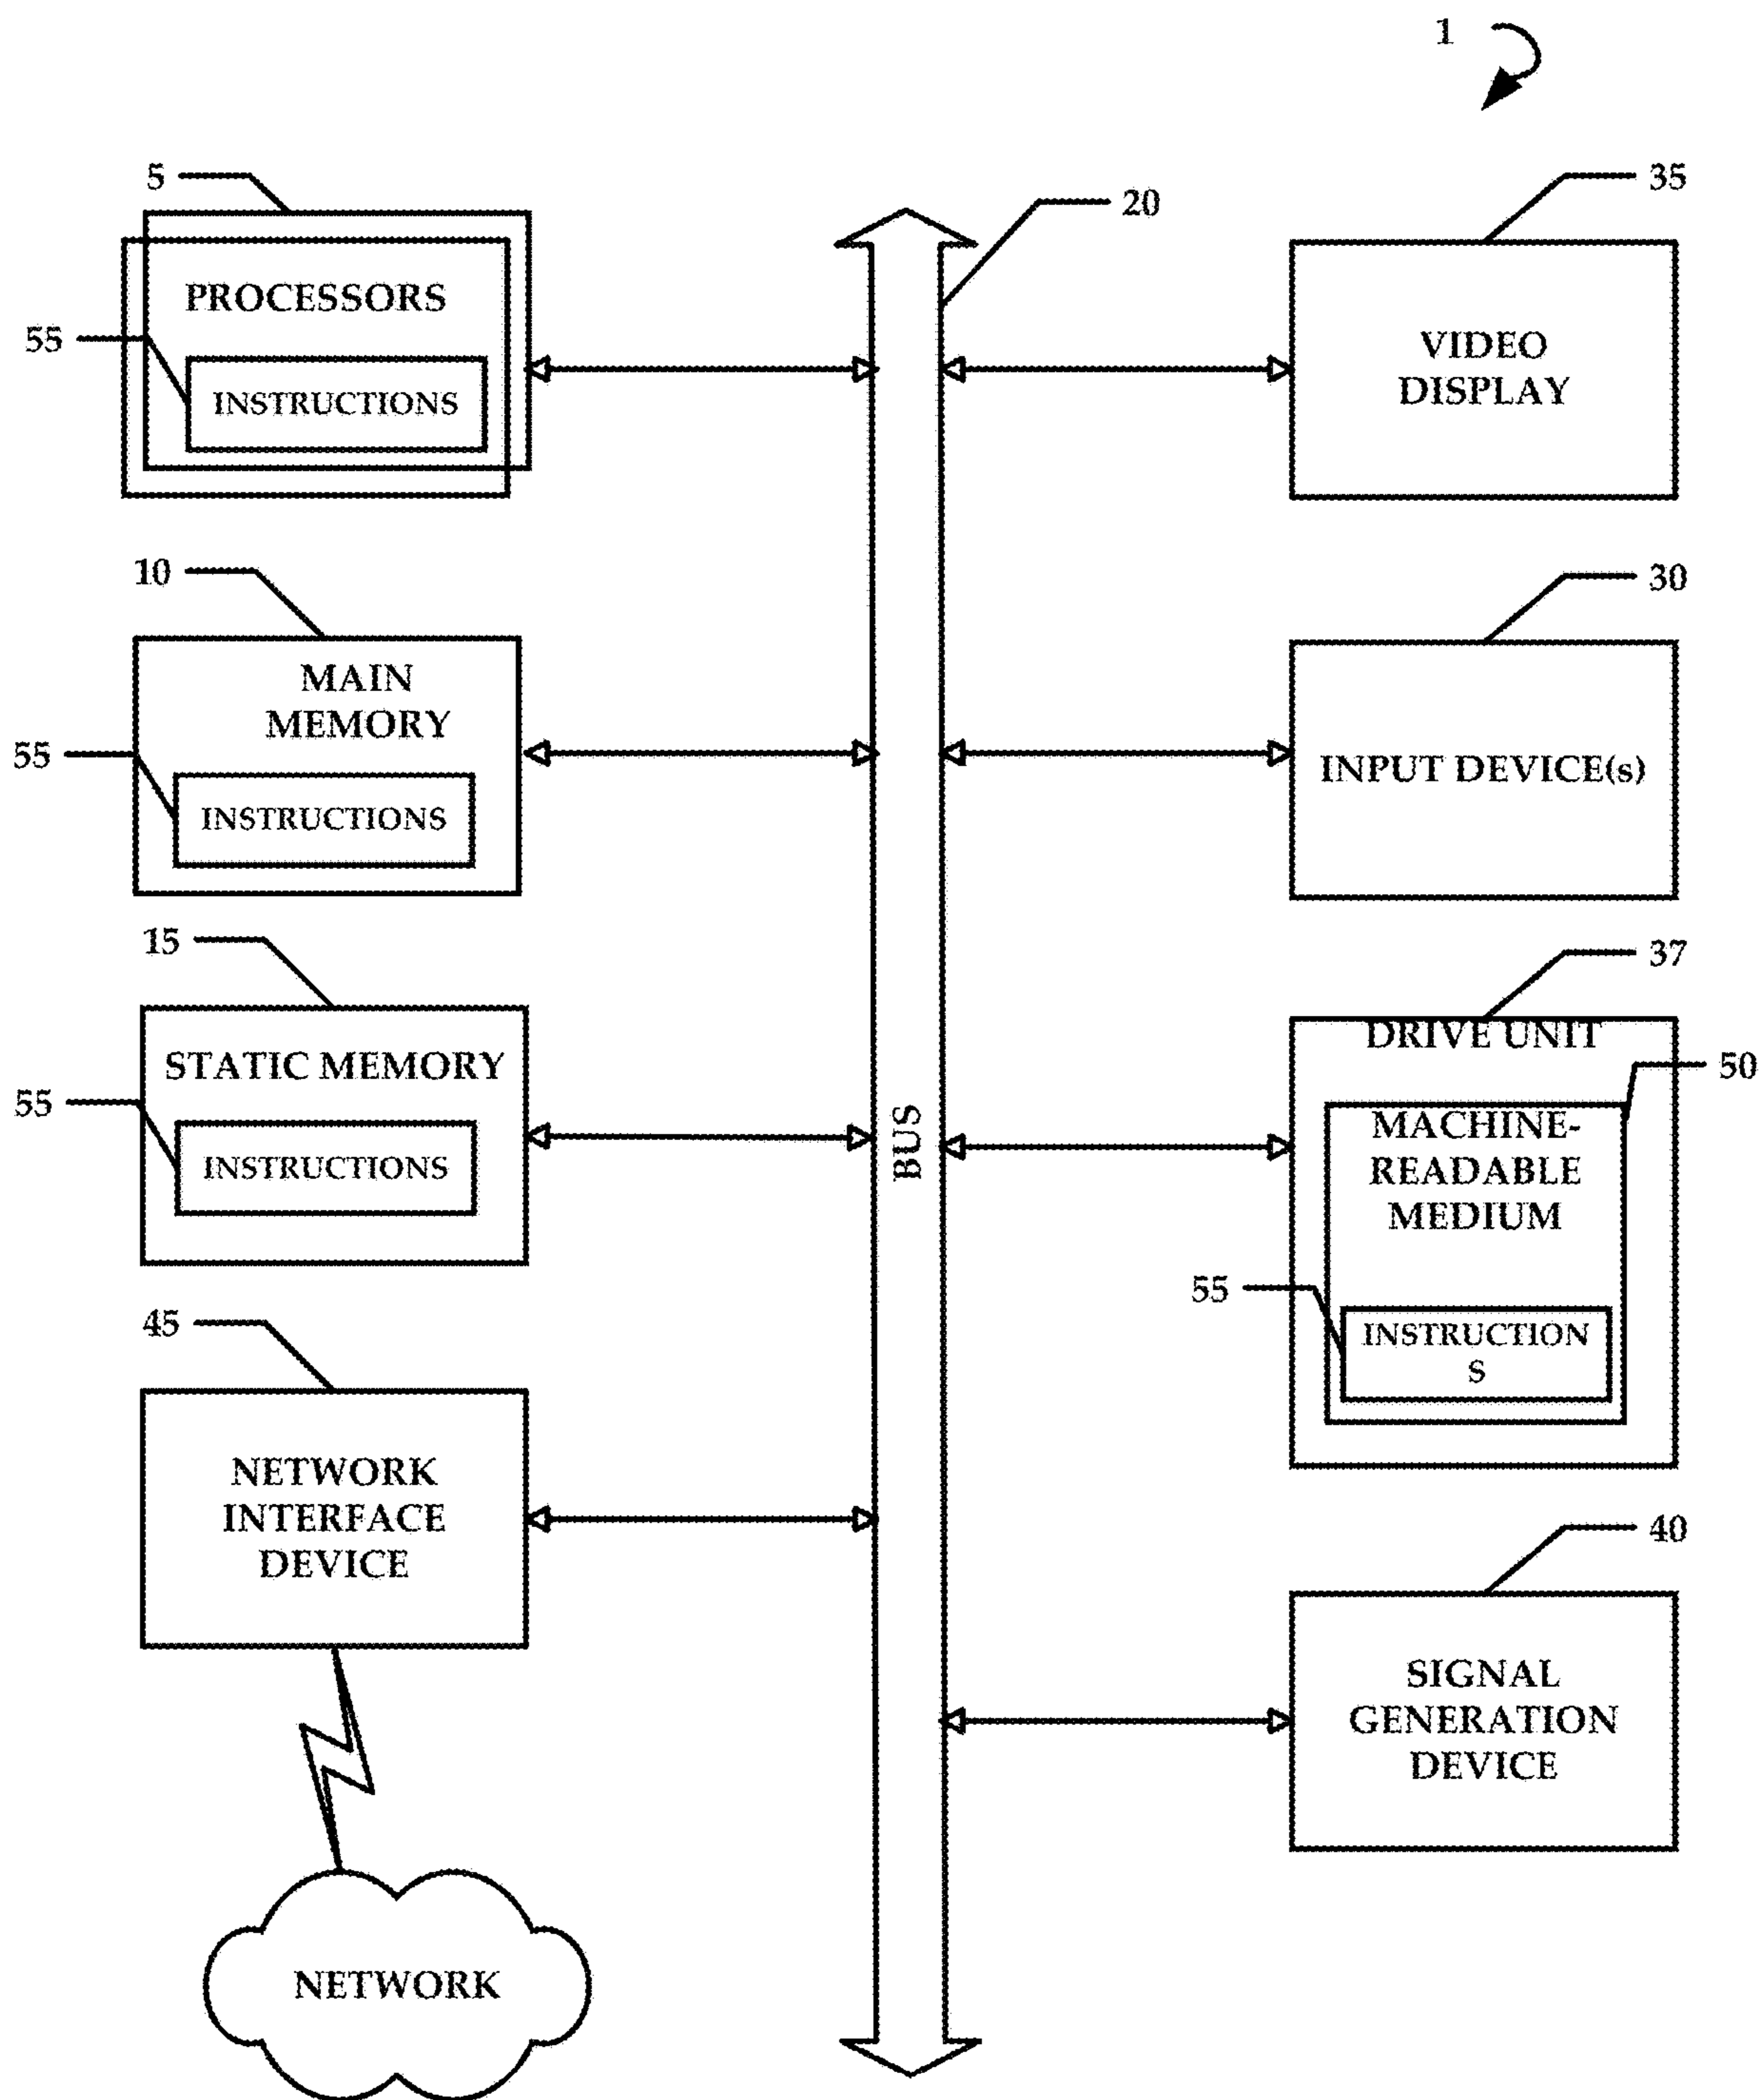 1
5
PROCESSORS
55
INSTRUCTIONS
10
MAIN
MEMORY
55
INSTRUCTIONS
15
STATIC MEMORY
55
INSTRUCTIONS
45
NETWORK
INTERFACE
DEVICE
NETWORK
20
BUS
35
VIDEO
DISPLAY
30
INPUT DEVICE(s)
37
DRIVE UNIT
50
MACHINE-
READABLE
MEDIUM
55
INSTRUCTION
S
40
SIGNAL
GENERATION
DEVICE